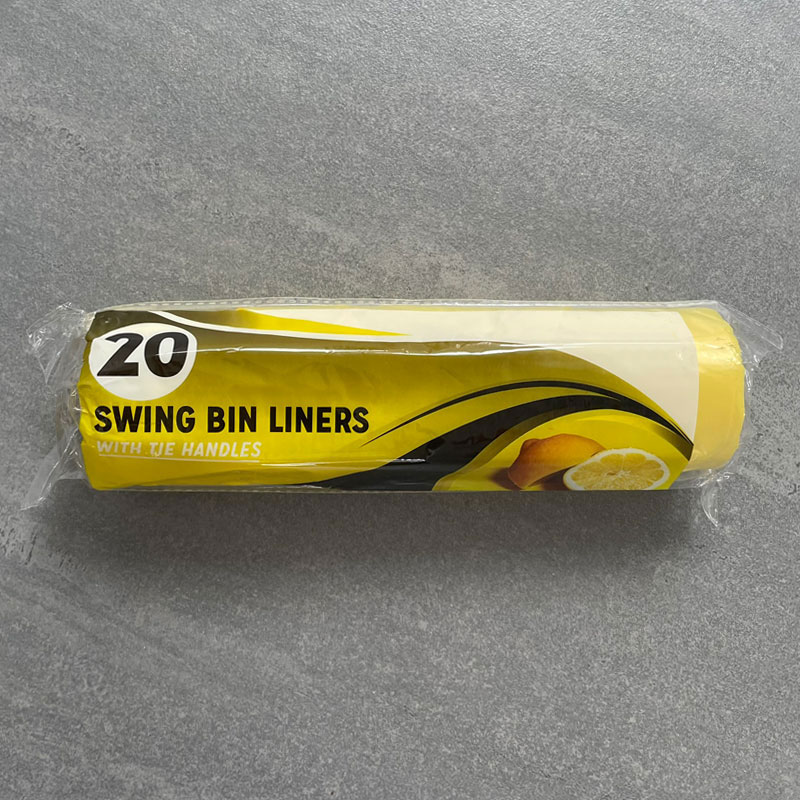 20
SWING BIN LINERS
WITH TIE HANDLES